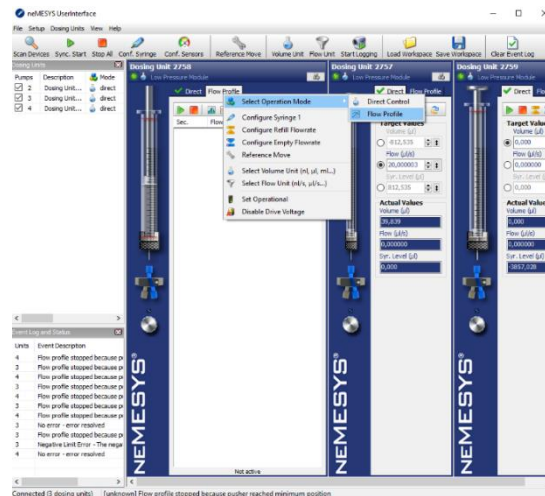 neMESYS UserInterface
File Setup Dosing Units View Help
Scan Devices Sync. Start Stop All Conf. Syringe Conf. Sensors Reference Move Volume Unit Flow Unit Start Logging Load Workspace Save Workspace Clear Event Log
Dosing Units
Pumps Description Mode
2 Dosing Unit... direct
3 Dosing Unit... direct
4 Dosing Unit... direct
Event Log and Status
Units Event Description
4 Flow profile stopped because p
3 Flow profile stopped because p
4 Flow profile stopped because p
3 Flow profile stopped because p
4 Flow profile stopped because p
3 No error - error resolved
3 Flow profile stopped because p
3 Negative Limit Error - The nega
4 No error - error resolved
Dosing Unit 2758
Low Pressure Module
Direct Flow Profile
Sec. Flow
Select Operation Mode
Configure Syringe 1
Configure Refill Flowrate
Configure Empty Flowrate
Reference Move
Select Volume Unit (nl, µl, ml...)
Select Flow Unit (nl/s, µl/s...)
Set Operational
Disable Drive Voltage
Direct Control
Flow Profile
Not active
NEMESYS
Dosing Unit 2757
Low Pressure Module
Direct Flow Profile
Target Values
Volume (µl)
-812,535
Flow (µl/s)
20,000003
Syr. Level (µl)
812,535
Actual Values
Volume (µl)
39,839
Flow (µl/s)
0,000000
Syr. Level (µl)
0,000
NEMESYS
Dosing Unit 2759
Low Pressure Module
Direct Flow
Target Value
Volume (µl)
0,000
Flow (µl/s)
0,000000
Syr. Level (µl)
0,000
Actual Values
Volume (µl)
0,000
Flow (µl/s)
0,000000
Syr. Level (µl)
-3857,028
NEMESYS
Connected (3 dosing units) [unknown] Flow profile stopped because pusher reached minimum position